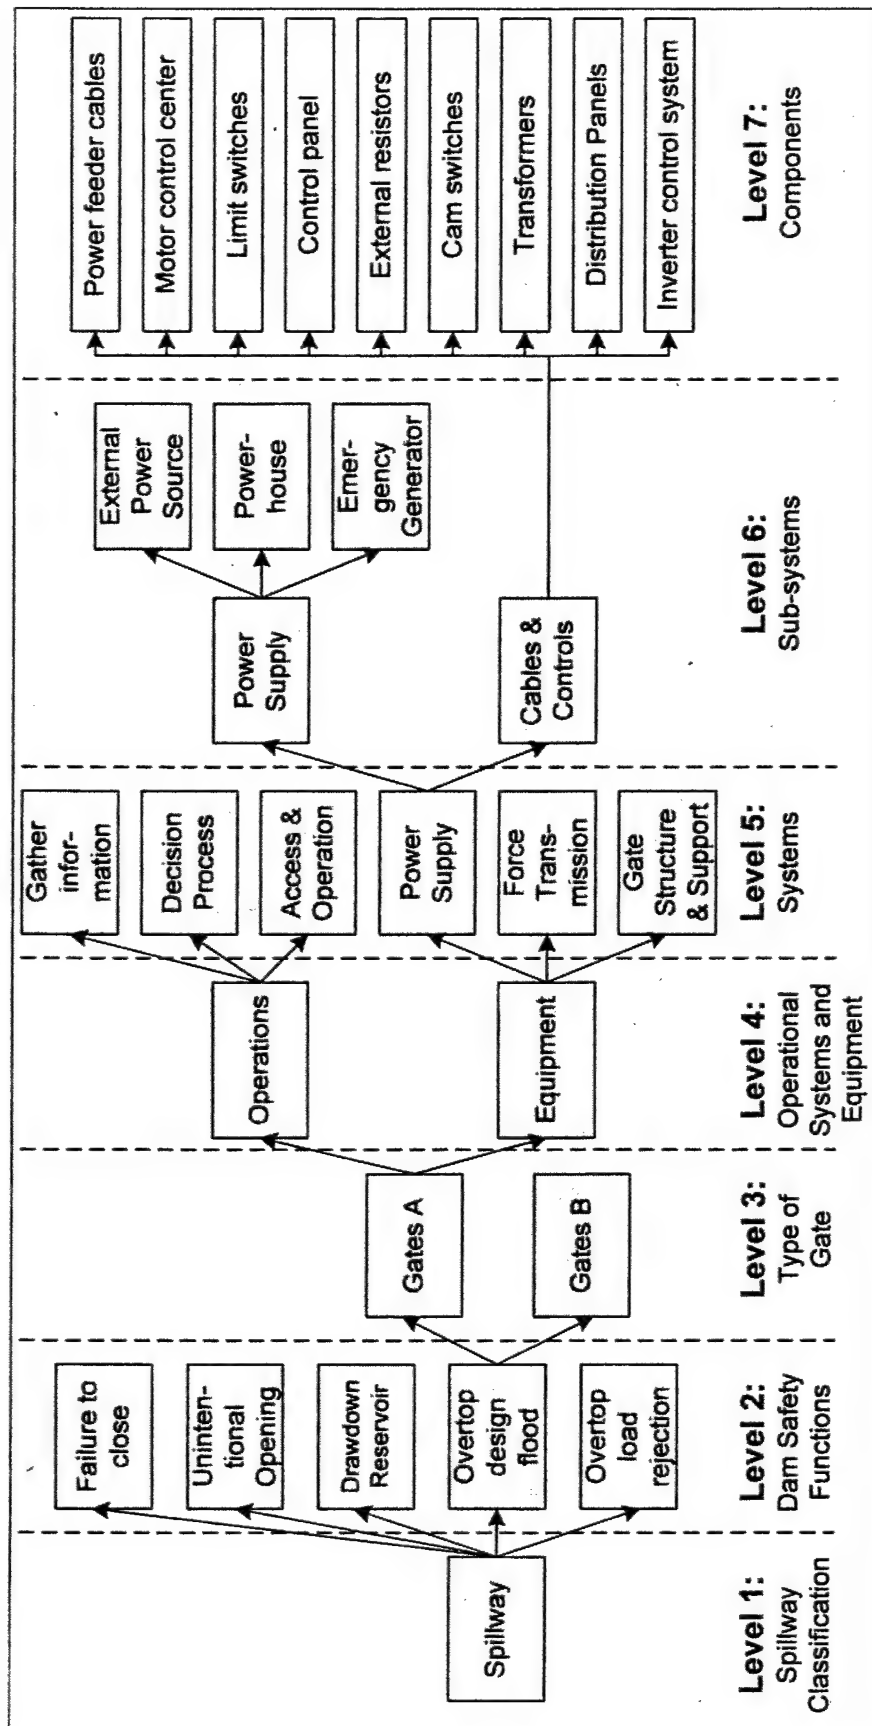 Spillway
Level 1:
Spillway
Classification
Failure to
close
Uninten-
tional
Opening
Drawdown
Reservoir
Overtop
design
flood
Overtop
load
rejection
Level 2:
Dam Safety
Functions
Gates A
Gates B
Level 3:
Type of
Gate
Operations
Equipment
Level 4:
Operational
Systems and
Equipment
Gather
infor-
mation
Decision
Process
Access &
Operation
Power
Supply
Force
Trans-
mission
Gate
Structure
& Support
Level 5:
Systems
Power
Supply
Cables &
Controls
External
Power
Source
Power-
house
Emer-
gency
Generator
Level 6:
Sub-systems
Power feeder cables
Motor control center
Limit switches
Control panel
External resistors
Cam switches
Transformers
Distribution Panels
Inverter control system
Level 7:
Components